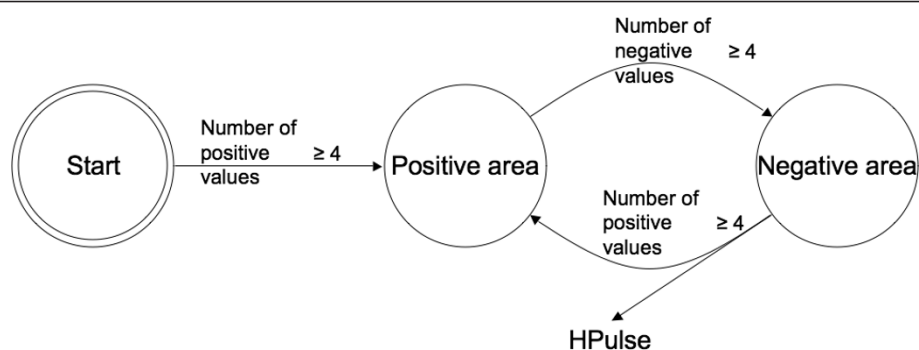 Number of
negative ≥ 4
values
Number of
positive ≥ 4
values
Start
Positive area
Negative area
Number of
positive ≥ 4
values
HPulse